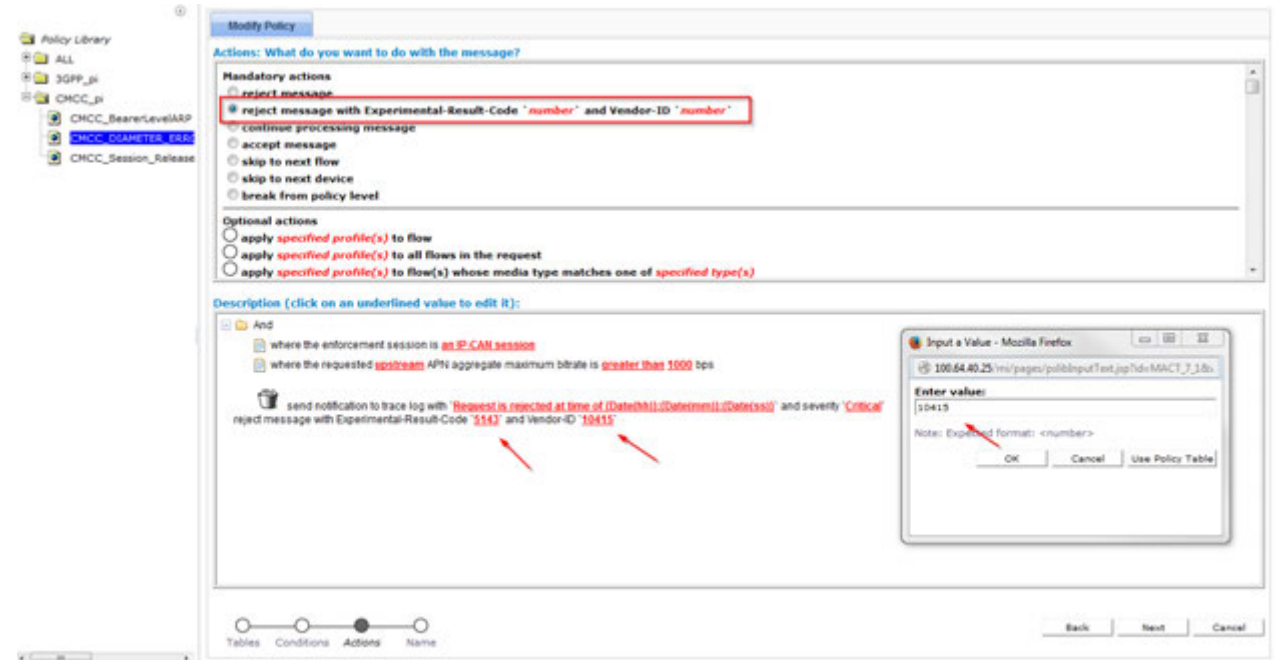 Policy Library
ALL
3GPP_pi
CMCC_pi
CMCC_BearerLevelARP
CMCC_DIAMETER_ERRO
CMCC_Session_Release
Modify Policy
Actions: What do you want to do with the message?
Mandatory actions
reject message
reject message with Experimental-Result-Code `number` and Vendor-ID `number`
continue processing message
accept message
skip to next flow
skip to next device
break from policy level
Optional actions
apply specified profile(s) to flow
apply specified profile(s) to all flows in the request
apply specified profile(s) to flow(s) whose media type matches one of specified type(s)
Description (click on an underlined value to edit it):
And
where the enforcement session is an IP-CAN session
where the requested upstream APN aggregate maximum bitrate is greater than 1000 bps
send notification to trace log with `Request is rejected at time of {Date(hh)}:{Date(mm)}:{Date(ss)}` and severity `Critical`
reject message with Experimental-Result-Code `5143` and Vendor-ID `10415`
Input a Value - Mozilla Firefox
100.64.40.25/mi/pages/polibInputText.jsp?id=MACT_7_1&
Enter value:
10415
Note: Expected format: <number>
OK Cancel Use Policy Table
Tables Conditions Actions Name
Back Next Cancel